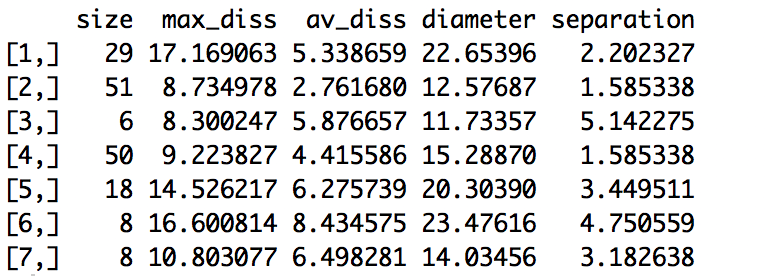 size max_diss av_diss diameter separation
[1,] 29 17.169063 5.338659 22.65396 2.202327
[2,] 51 8.734978 2.761680 12.57687 1.585338
[3,] 6 8.300247 5.876657 11.73357 5.142275
[4,] 50 9.223827 4.415586 15.28870 1.585338
[5,] 18 14.526217 6.275739 20.30390 3.449511
[6,] 8 16.600814 8.434575 23.47616 4.750559
[7,] 8 10.803077 6.498281 14.03456 3.182638